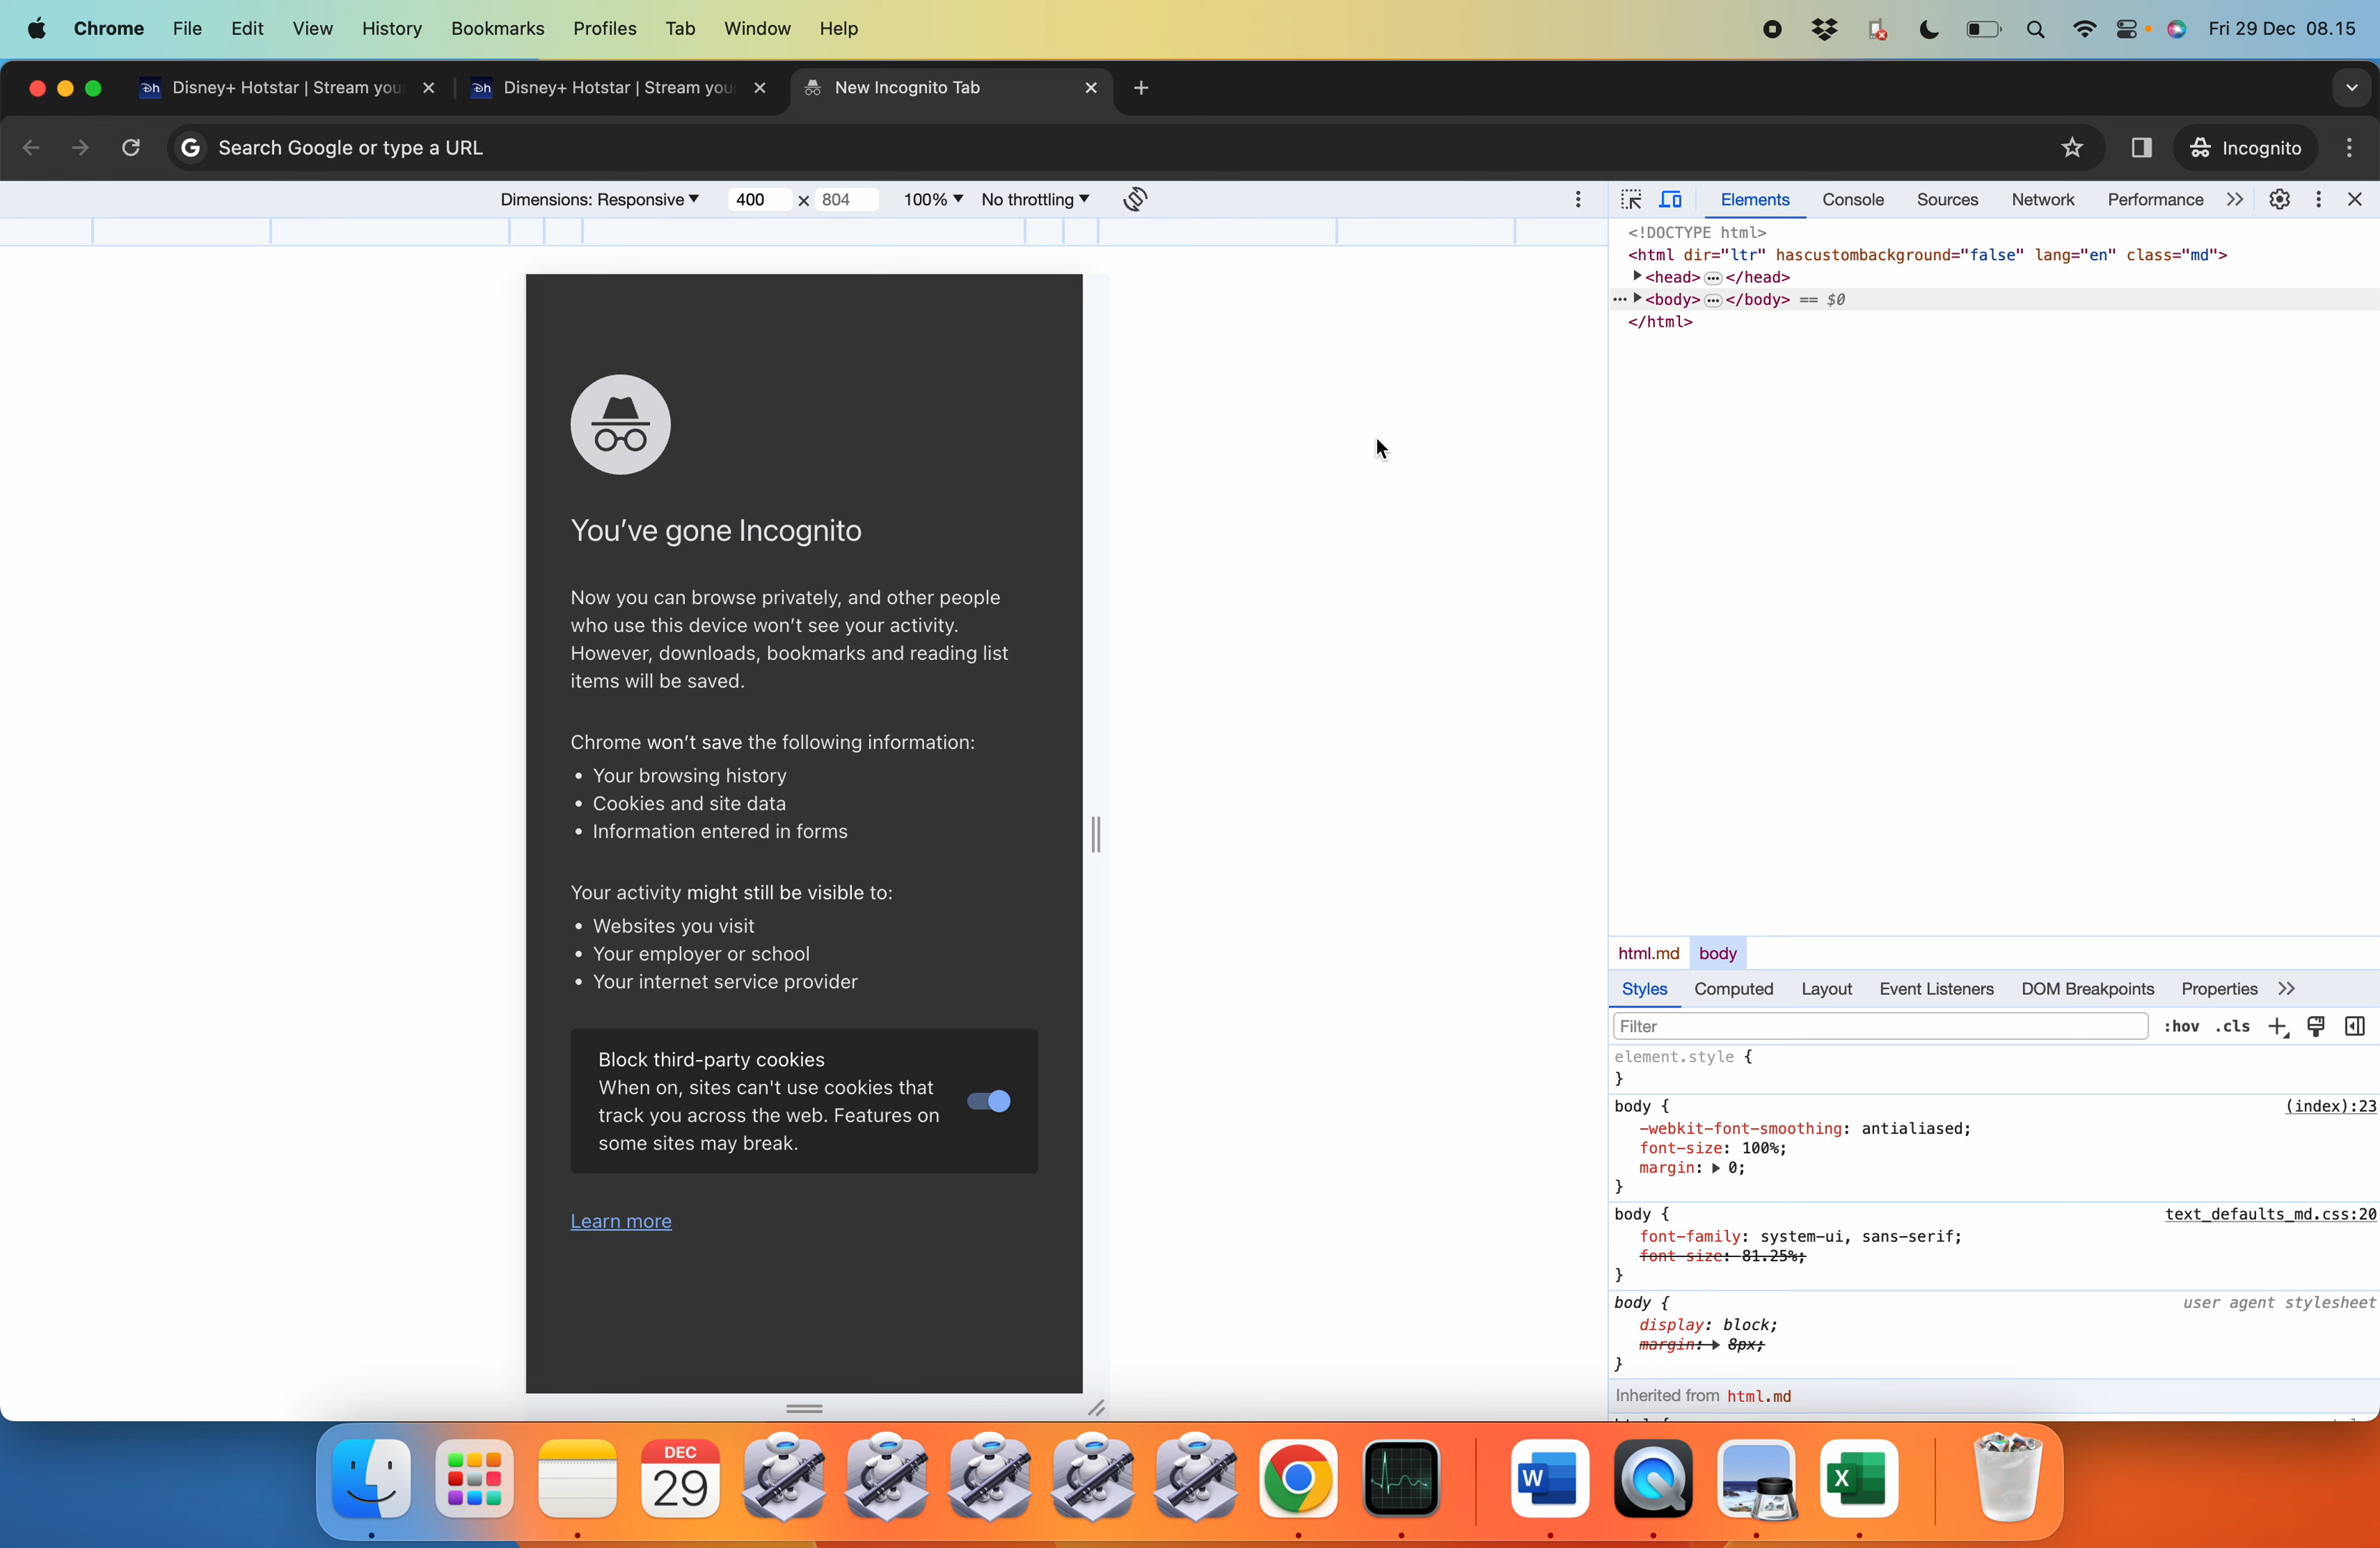 Chrome File Edit View History Bookmarks Profiles Tab Window Help Fri 29 Dec 08.15
Disney+ Hotstar | Stream you Disney+ Hotstar | Stream you New Incognito Tab
Search Google or type a URL Incognito
Dimensions: Responsive 400 × 804 100% No throttling
Elements Console Sources Network Performance
<!DOCTYPE html>
<html dir="ltr" hascustombackground="false" lang="en" class="md">
<head> </head>
<body> </body> == $0
</html>
You've gone Incognito
Now you can browse privately, and other people
who use this device won't see your activity.
However, downloads, bookmarks and reading list
items will be saved.
Chrome won't save the following information:
• Your browsing history
• Cookies and site data
• Information entered in forms
Your activity might still be visible to:
• Websites you visit
• Your employer or school
• Your internet service provider
Block third-party cookies
When on, sites can't use cookies that
track you across the web. Features on
some sites may break.
Learn more
html.md body
Styles Computed Layout Event Listeners DOM Breakpoints Properties
Filter :hov .cls
element.style {
}
body { (index):23
-webkit-font-smoothing: antialiased;
font-size: 100%;
margin: 0;
}
body { text_defaults_md.css:20
font-family: system-ui, sans-serif;
font-size: 81.25%;
}
body { user agent stylesheet
display: block;
margin: 8px;
}
Inherited from html.md
DEC
29
W
X